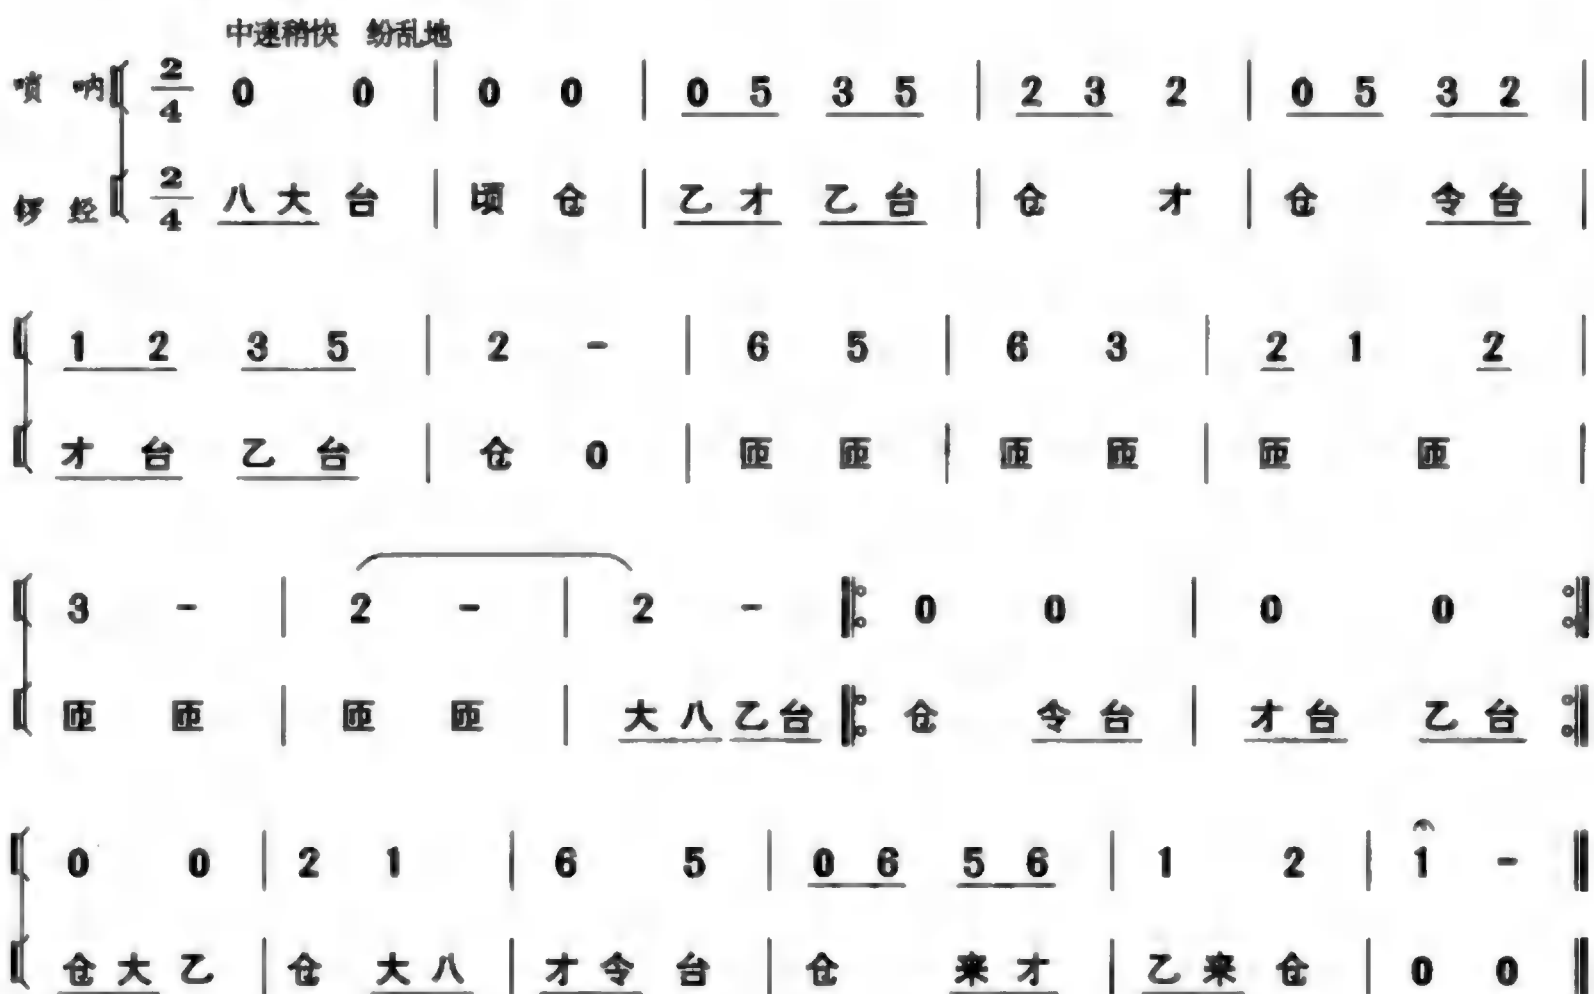 中速稍快 纷乱地
唢 呐 2/4 0 0 | 0 0 | 0 5 3 5 | 2 3 2 | 0 5 3 2 |
锣 经 2/4 八 大 台 | 顷 仓 | 乙 才 乙 台 | 仓 才 | 仓 令 台 |
1 2 3 5 | 2 - | 6 5 | 6 3 | 2 1 2 |
才 台 乙 台 | 仓 0 | 匝 匝 | 匝 匝 | 匝 匝 |
3 - | 2 - | 2 - ‖: 0 0 | 0 0 :‖
匝 匝 | 匝 匝 | 大 八 乙 台 ‖: 仓 令 台 | 才 台 乙 台 :‖
0 0 | 2 1 | 6 5 | 0 6 5 6 | 1 2 | 1 - ‖
仓 大 乙 | 仓 大 八 | 才 令 台 | 仓 来 才 | 乙 来 仓 | 0 0 ‖